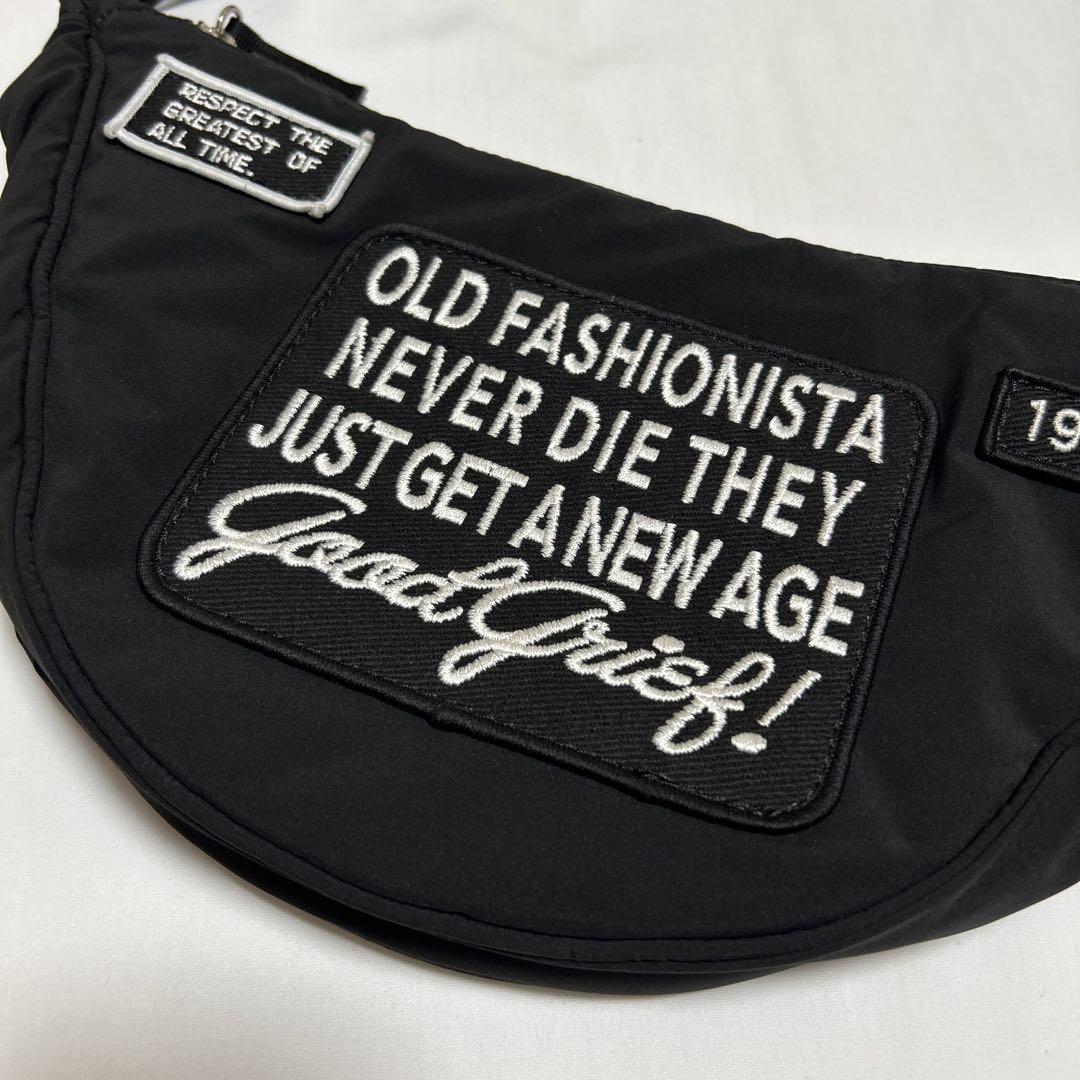 RESPECT THE
GREATEST OF
ALL TIME.
OLD FASHIONISTA
NEVER DIE THEY
JUST GET A NEW AGE
Good Grief!
19